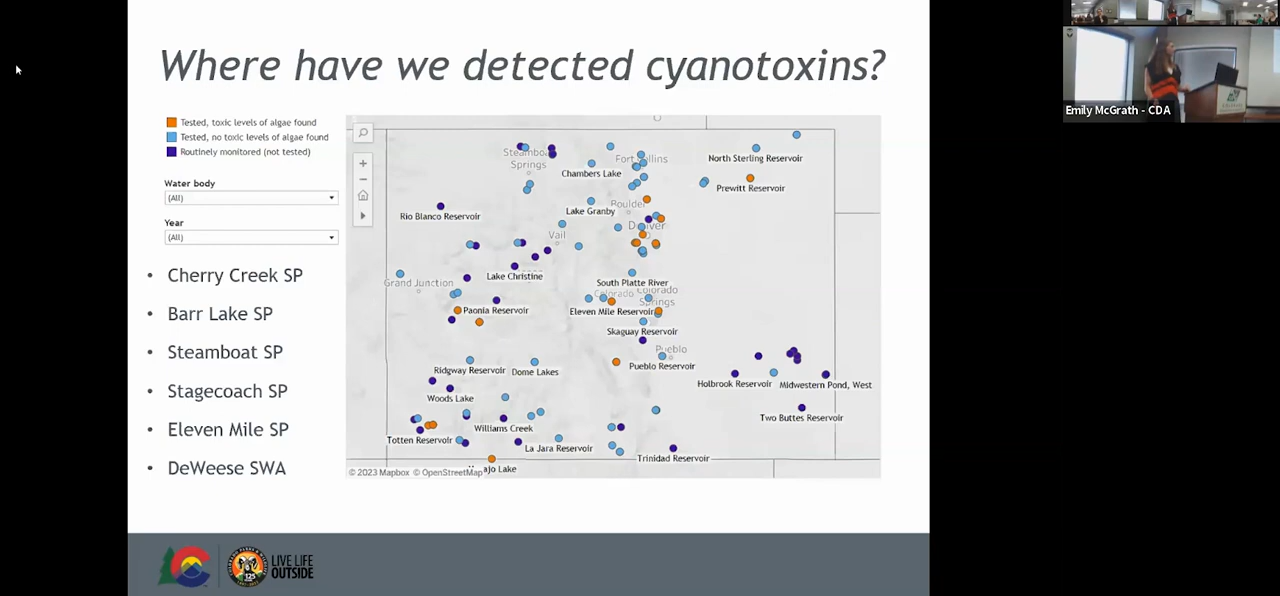 Where have we detected cyanotoxins?
Emily McGrath - CDA
Tested, toxic levels of algae found
Tested, no toxic levels of algae found
Routinely monitored (not tested)
Water body
(All)
Year
(All)
Cherry Creek SP
Barr Lake SP
Steamboat SP
Stagecoach SP
Eleven Mile SP
DeWeese SWA
Steamboat
Springs
Fort Collins
North Sterling Reservoir
Chambers Lake
Prewitt Reservoir
Rio Blanco Reservoir
Lake Granby
Boulder
Denver
Vail
Lake Christine
Grand Junction
South Platte River
Colorado
Colorado
Springs
Paonia Reservoir
Eleven Mile Reservoir
Skaguay Reservoir
Pueblo
Ridgway Reservoir
Dome Lakes
Pueblo Reservoir
Holbrook Reservoir
Midwestern Pond, West
Woods Lake
Two Buttes Reservoir
Williams Creek
Totten Reservoir
La Jara Reservoir
Trinidad Reservoir
ajo Lake
© 2023 Mapbox © OpenStreetMap
125
LIVE LIFE
OUTSIDE